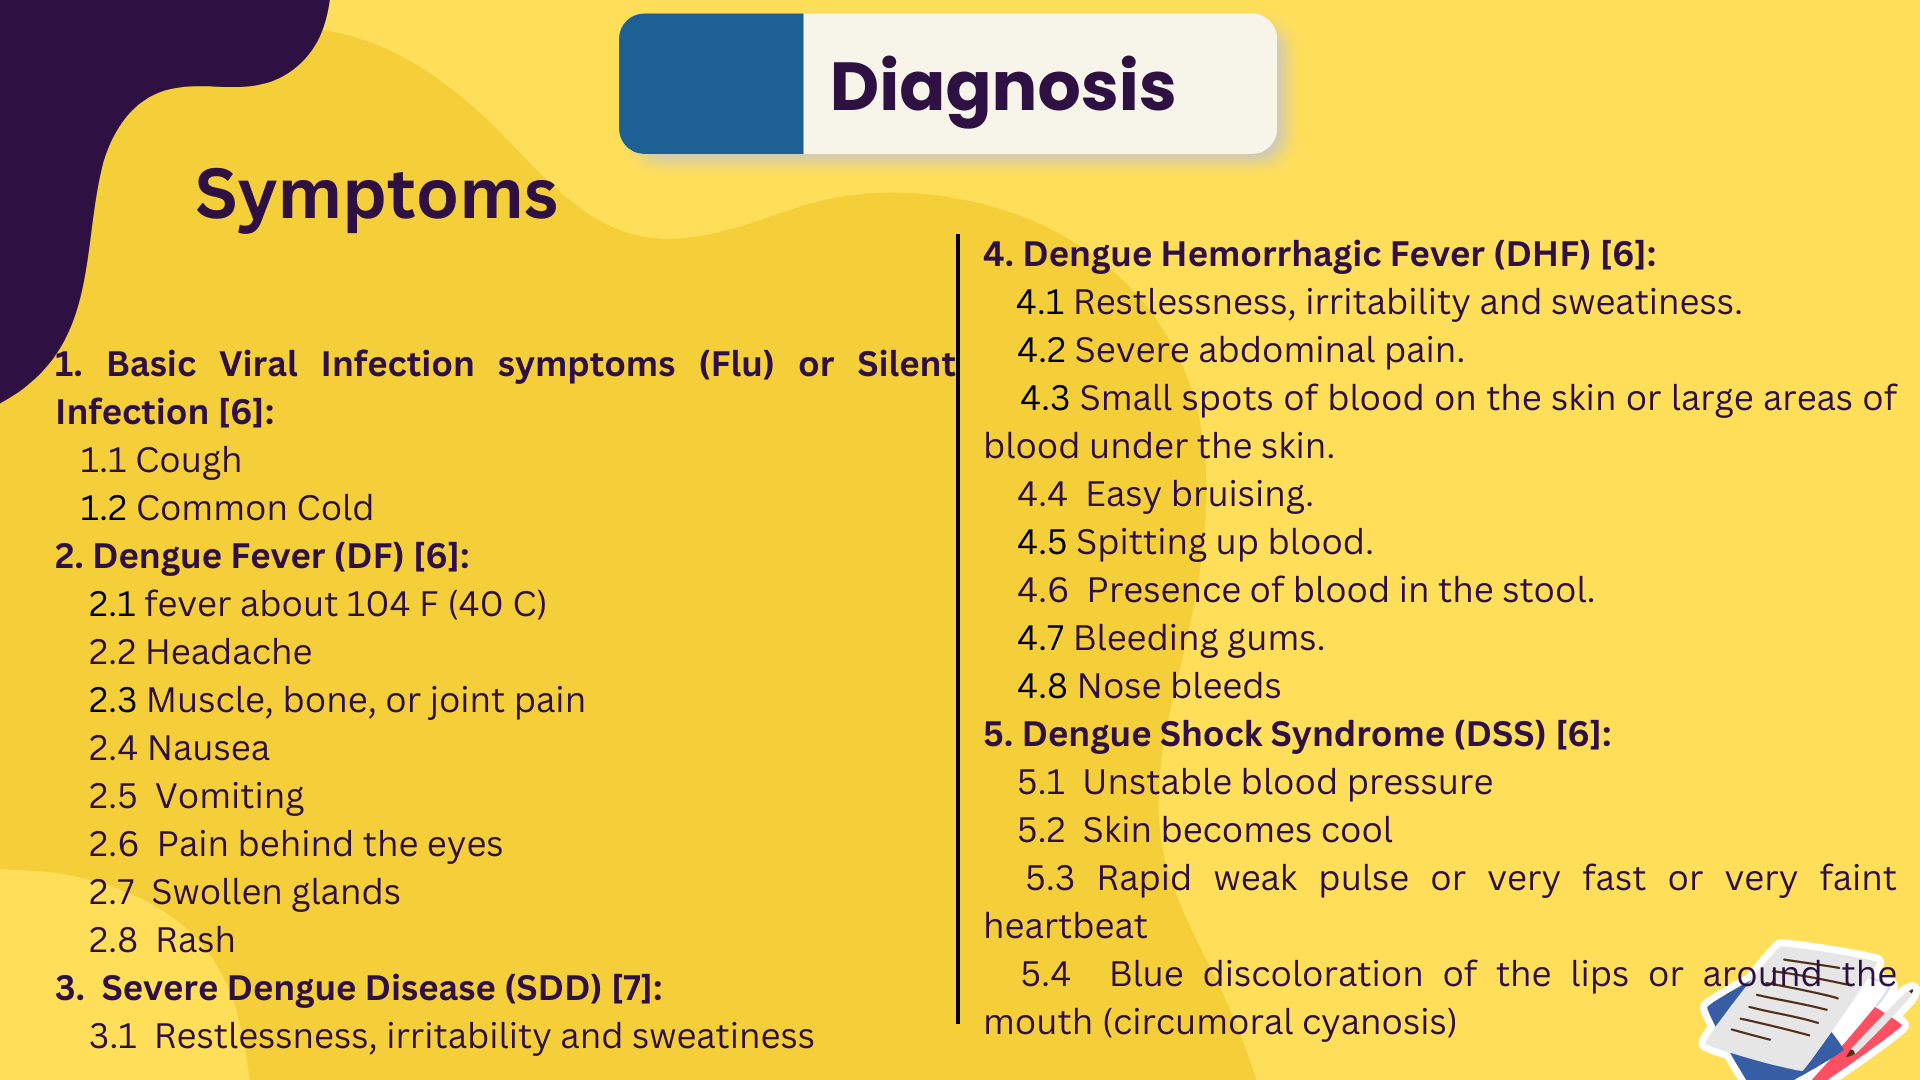 Diagnosis
Symptoms
1. Basic Viral Infection symptoms (Flu) or Silent
Infection [6]:
1.1 Cough
1.2 Common Cold
2. Dengue Fever (DF) [6]:
2.1 fever about 104 F (40 C)
2.2 Headache
2.3 Muscle, bone, or joint pain
2.4 Nausea
2.5 Vomiting
2.6 Pain behind the eyes
2.7 Swollen glands
2.8 Rash
3. Severe Dengue Disease (SDD) [7]:
3.1 Restlessness, irritability and sweatiness
4. Dengue Hemorrhagic Fever (DHF) [6]:
4.1 Restlessness, irritability and sweatiness.
4.2 Severe abdominal pain.
4.3 Small spots of blood on the skin or large areas of
blood under the skin.
4.4 Easy bruising.
4.5 Spitting up blood.
4.6 Presence of blood in the stool.
4.7 Bleeding gums.
4.8 Nose bleeds
5. Dengue Shock Syndrome (DSS) [6]:
5.1 Unstable blood pressure
5.2 Skin becomes cool
5.3 Rapid weak pulse or very fast or very faint
heartbeat
5.4 Blue discoloration of the lips or around the
mouth (circumoral cyanosis)